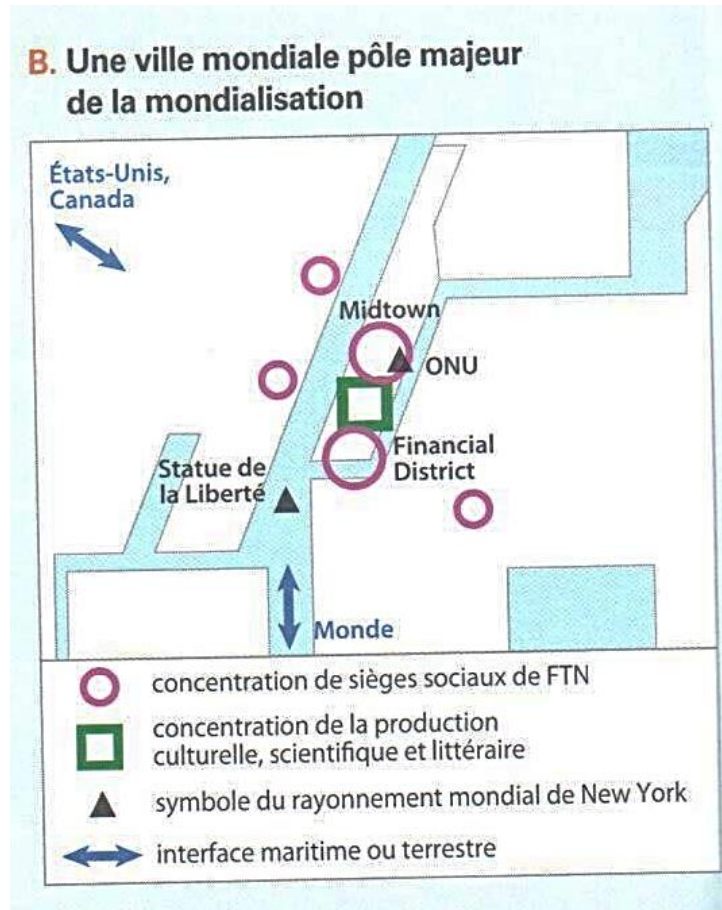 B. Une ville mondiale pôle majeur
de la mondialisation
États-Unis,
Canada
Midtown
ONU
Financial
District
Statue de
la Liberté
Monde
concentration de sièges sociaux de FTN
concentration de la production
culturelle, scientifique et littéraire
symbole du rayonnement mondial de New York
interface maritime ou terrestre